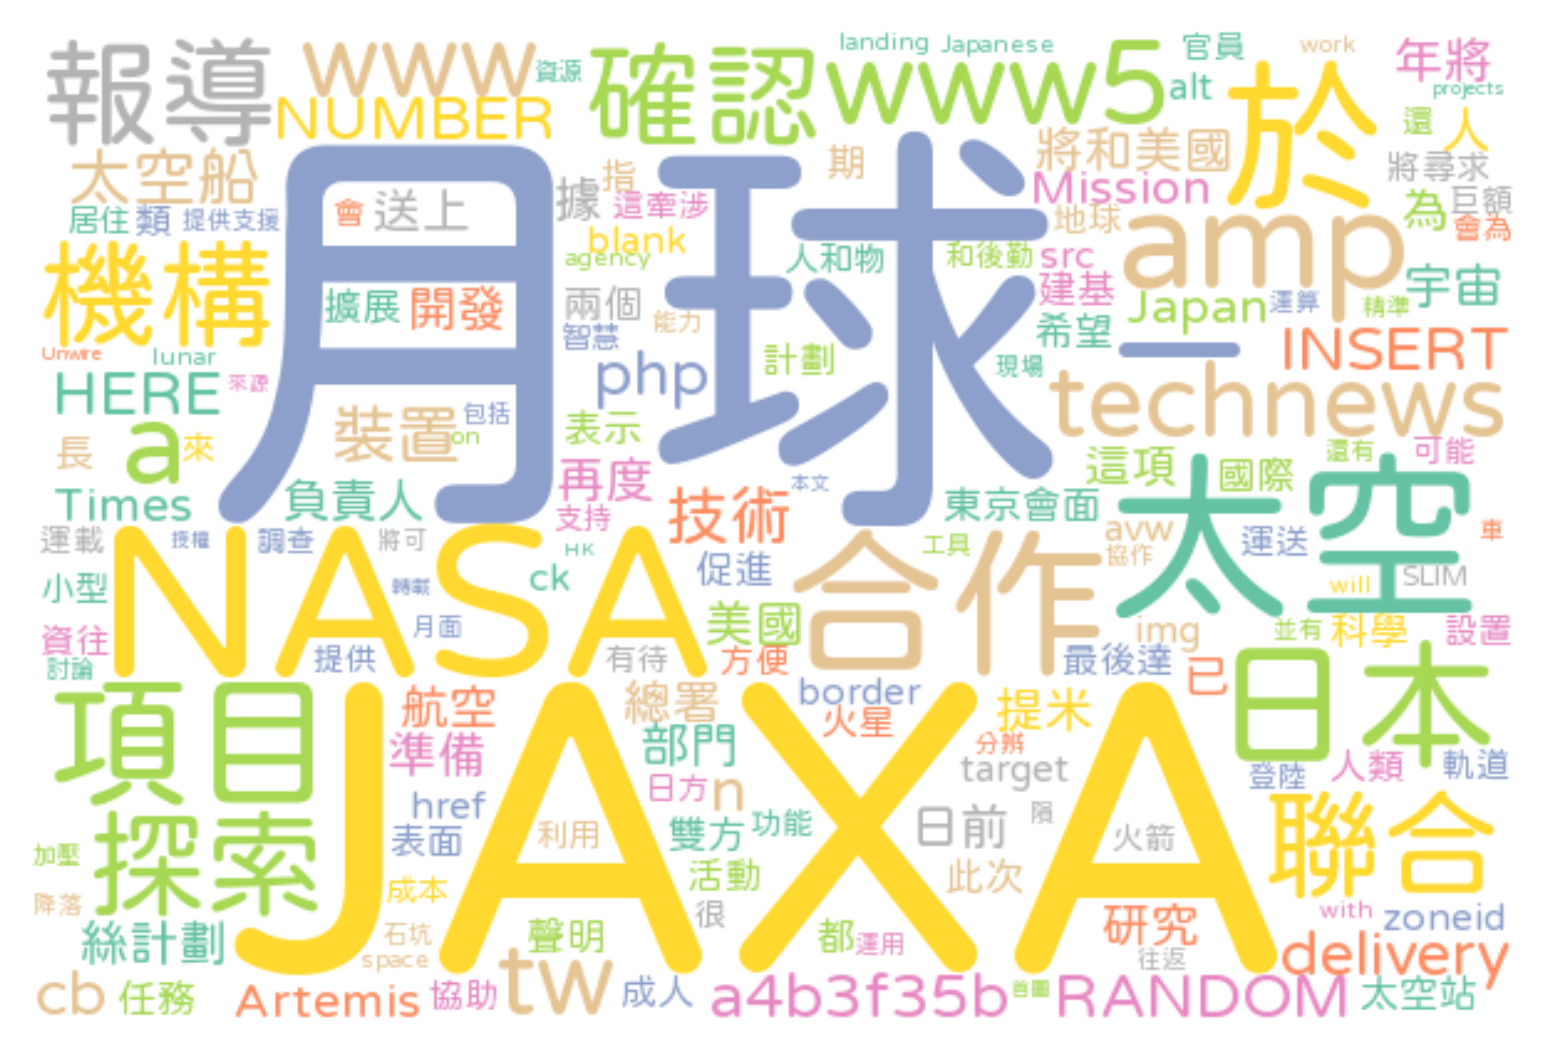 報導 www 資源 確認 www5 landing Japanese 官員 work 年將
NUMBER alt 於 projects
太空船 據 指 期 將和美國 還 人
會 送上 這牽涉 Mission 將尋求
居住 類 提供支援 blank 地球 amp 為 巨額 會為
機構 月球 agency 人和物 和後勤 src
擴展 開發 兩個 建基 Japan 運算 精準 宇宙
智慧 能力 希望 一 INSERT
Unwire lunar php 計劃 現場
HERE 來源 technews
裝置 包括 on 表示
長 a 來 這項 國際 還有 可能
Times 負責人 再度 技術 本文 東京會面 太空
運載 授權 調查 將可 支持 HK 工具 avw 協作 運送 車
NASA 合作
小型 轉載 ck 促進 will SLIM
資往 月面 美國 img 並有 科學 設置
討論 提供 有待 方便 最後達 已 日本
項目 航空 總署 border 火星 提米
準備 部門 分辨 target 登陸 人類 軌道
JAXA
href 日方 n 隕
探索 表面 利用 雙方 功能 日前 火箭 聯合
加壓 成本 活動 此次
降落 很 with zoneid
絲計劃 石坑 聲明 都 運用 研究 往返 delivery
space
cb 任務 Artemis 協助 tw 成人 a4b3f35b 首圖 RANDOM 太空站